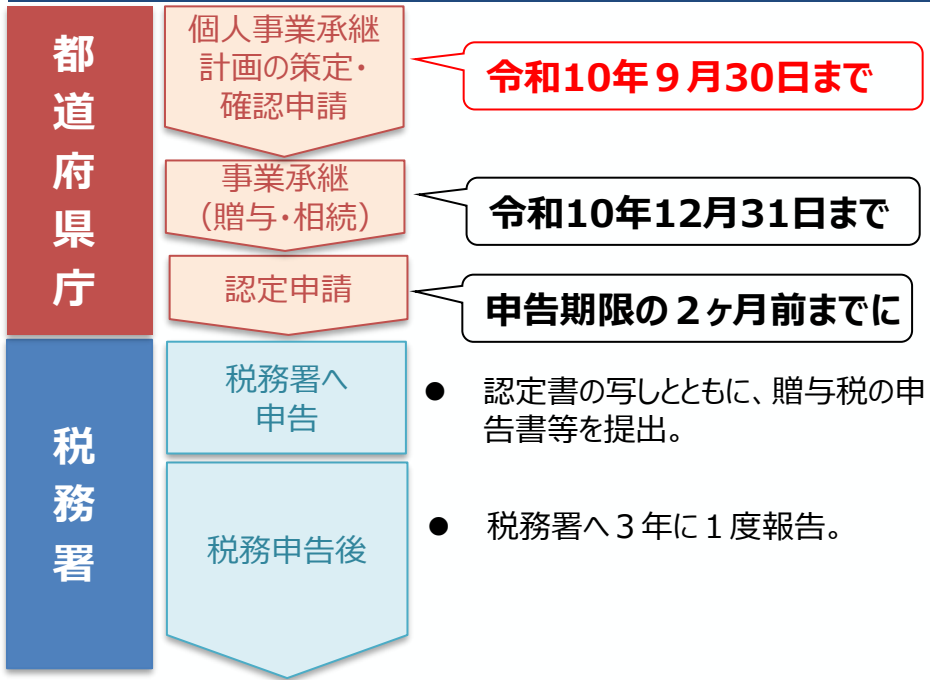 都道府県庁
個人事業承継
計画の策定・
確認申請
令和10年９月30日まで
事業承継
（贈与・相続）
令和10年12月31日まで
認定申請
申告期限の２ヶ月前までに
税務署
税務署へ
申告
● 認定書の写しとともに、贈与税の申
告書等を提出。
税務申告後
● 税務署へ３年に１度報告。